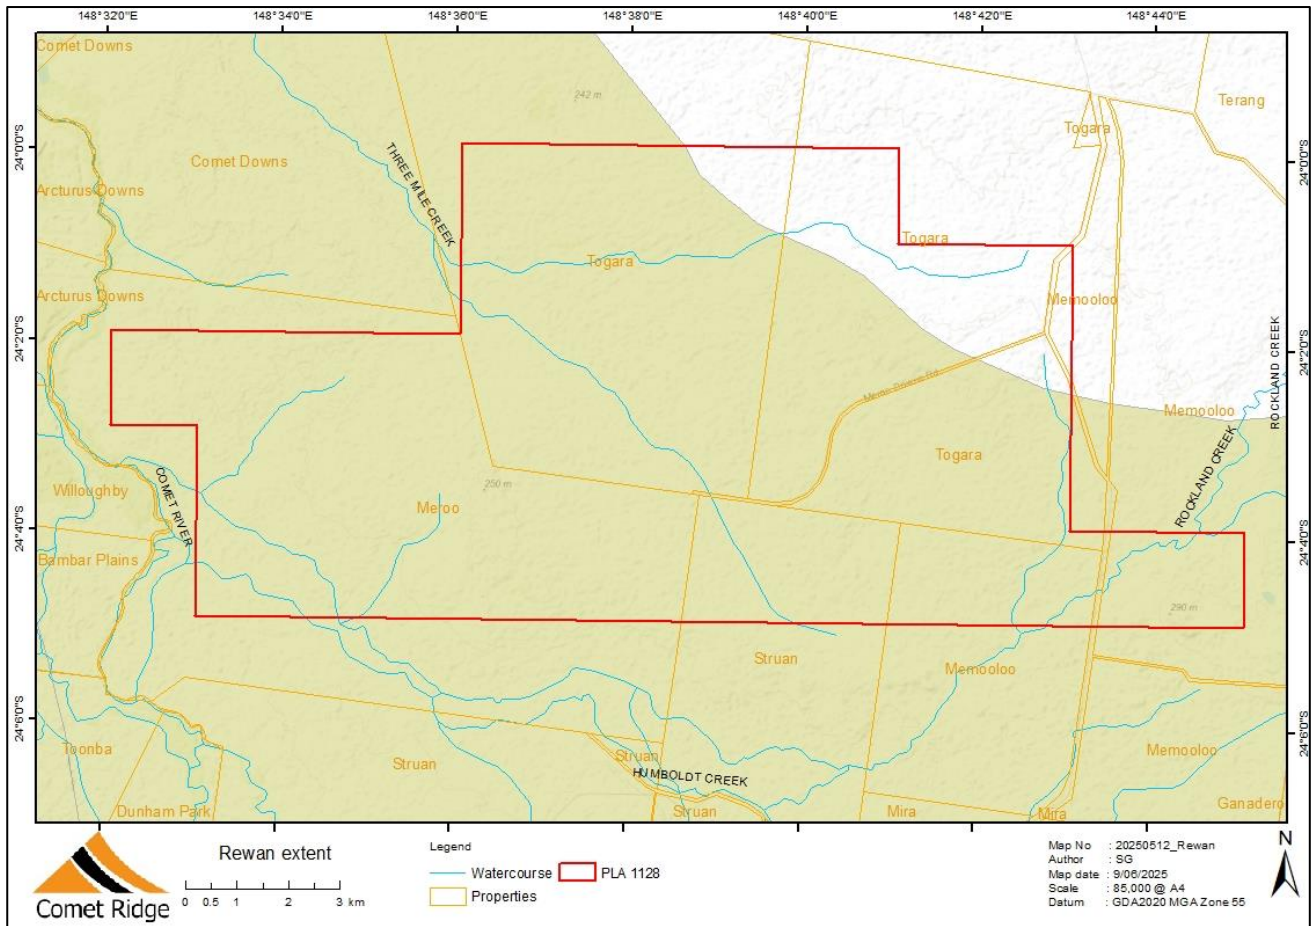 148°32'0"E 148°34'0"E 148°36'0"E 148°38'0"E 148°40'0"E 148°42'0"E 148°44'0"E
Comet Downs
242 m
Terang
Togara
24°0'0"S
THREE MILE CREEK
Comet Downs
24°0'0"S
Arcturus Downs
Togara
Togara
Arcturus Downs
Memooloo
24°2'0"S
24°2'0"S
ROCKLAND CREEK
Memooloo
Togara
ROCKLAND CREEK
250 m
Willoughby
COMET RIVER
Meroo
24°4'0"S
24°4'0"S
Bambar Plains
290 m
Struan
Memooloo
24°6'0"S
24°6'0"S
Toonba
Struan
Struan
Memooloo
HUMBOLDT CREEK
Dunham Park
Struan
Mira
Mira
Ganadero
Comet Ridge
Rewan extent
0 0.5 1 2 3 km
Legend
Watercourse
PLA 1128
Properties
Map No : 20250512_Rewan
Author : SG
Map date : 9/06/2025
Scale : 85,000 @ A4
Datum : GDA2020 MGA Zone 55
N